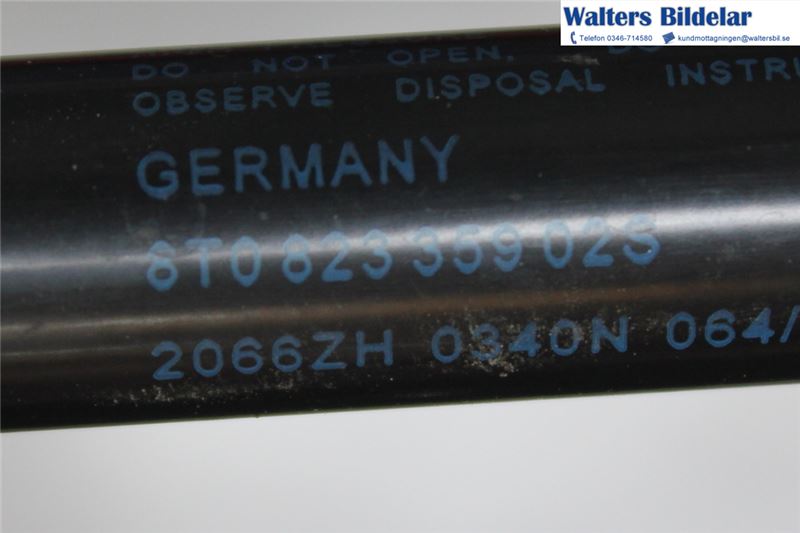 Walters Bildelar
Telefon 0346-714580 kundmottagningen@waltersbil.se
DO NOT OPEN,
OBSERVE DISPOSAL INSTRU
GERMANY
8T0 823 359 02S
2066ZH 0340N 064/